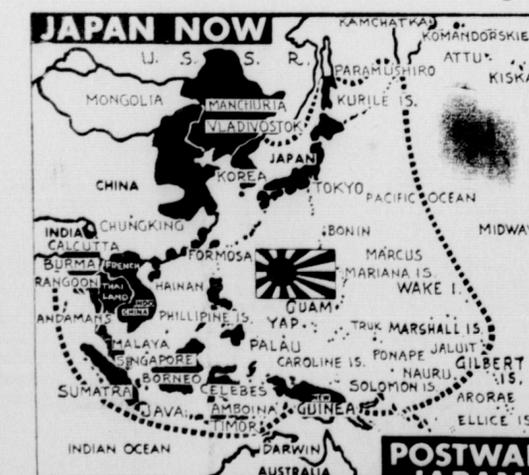 JAPAN NOW
KAMCHATKA
KOMANDORSKIE
U. S. S. R.
ATTU
PARAMUSHIRO
KISKA
MONGOLIA
MANCHURIA
KURILE IS.
VLADIVOSTOK
JAPAN
KOREA
CHINA
TOKYO
PACIFIC OCEAN
CHUNGKING
INDIA
BONIN
MIDWA
CALCUTTA
FORMOSA
MARCUS
BURMA
FRENCH
MARIANA IS.
RANGOON
THAI
LAND
HAINAN
WAKE I.
INDO
CHINA
GUAM
ANDAMANS
PHILLIPINE IS.
YAP
TRUK
MARSHALL IS.
MALAYA
PALAU
PONAPE
JALUIT
SINGAPORE
CAROLINE IS.
GILBERT
IS.
BORNEO
NAURU
SUMATRA
CELEBES
SOLOMON IS.
ARORAE
JAVA
AMBOINA
NEW
GUINEA
TIMOR
ELLICE IS.
INDIAN OCEAN
DARWIN
AUSTRALIA
POSTWA